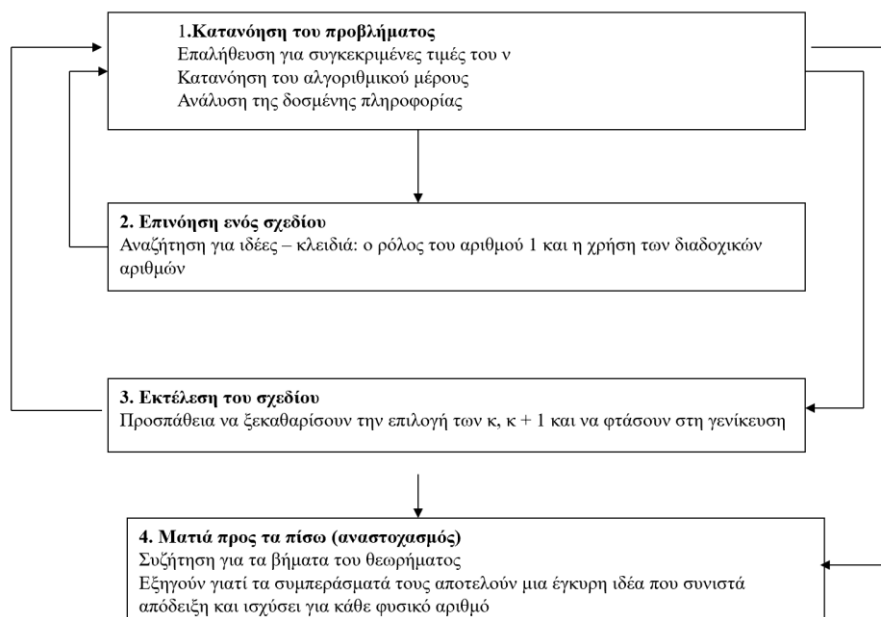 1.Κατανόηση του προβλήματος
Επαλήθευση για συγκεκριμένες τιμές του ν
Κατανόηση του αλγοριθμικού μέρους
Ανάλυση της δοσμένης πληροφορίας
2. Επινόηση ενός σχεδίου
Αναζήτηση για ιδέες – κλειδιά: ο ρόλος του αριθμού 1 και η χρήση των διαδοχικών
αριθμών
3. Εκτέλεση του σχεδίου
Προσπάθεια να ξεκαθαρίσουν την επιλογή των κ, κ + 1 και να φτάσουν στη γενίκευση
4. Ματιά προς τα πίσω (αναστοχασμός)
Συζήτηση για τα βήματα του θεωρήματος
Εξηγούν γιατί τα συμπεράσματά τους αποτελούν μια έγκυρη ιδέα που συνιστά
απόδειξη και ισχύσει για κάθε φυσικό αριθμό